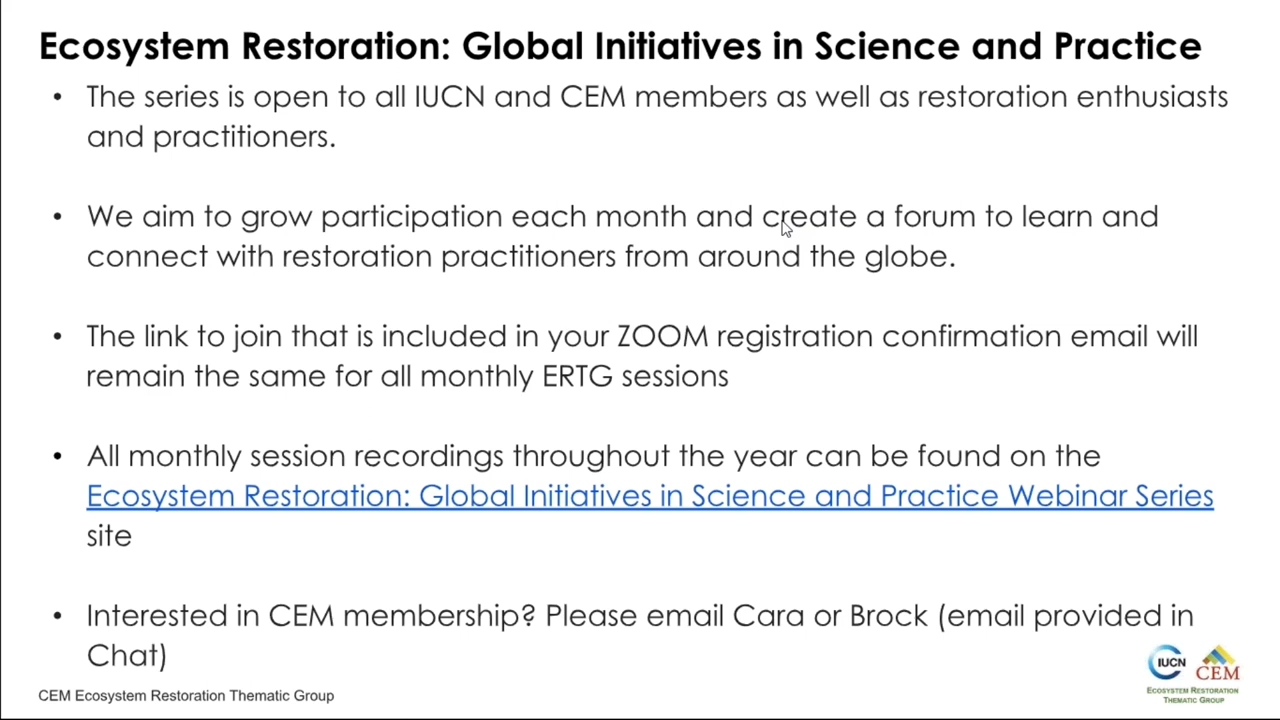 Ecosystem Restoration: Global Initiatives in Science and Practice
• The series is open to all IUCN and CEM members as well as restoration enthusiasts
and practitioners.
• We aim to grow participation each month and create a forum to learn and
connect with restoration practitioners from around the globe.
• The link to join that is included in your ZOOM registration confirmation email will
remain the same for all monthly ERTG sessions
• All monthly session recordings throughout the year can be found on the
Ecosystem Restoration: Global Initiatives in Science and Practice Webinar Series
site
• Interested in CEM membership? Please email Cara or Brock (email provided in
Chat)
CEM Ecosystem Restoration Thematic Group
IUCN CEM
ECOSYSTEM RESTORATION
THEMATIC GROUP